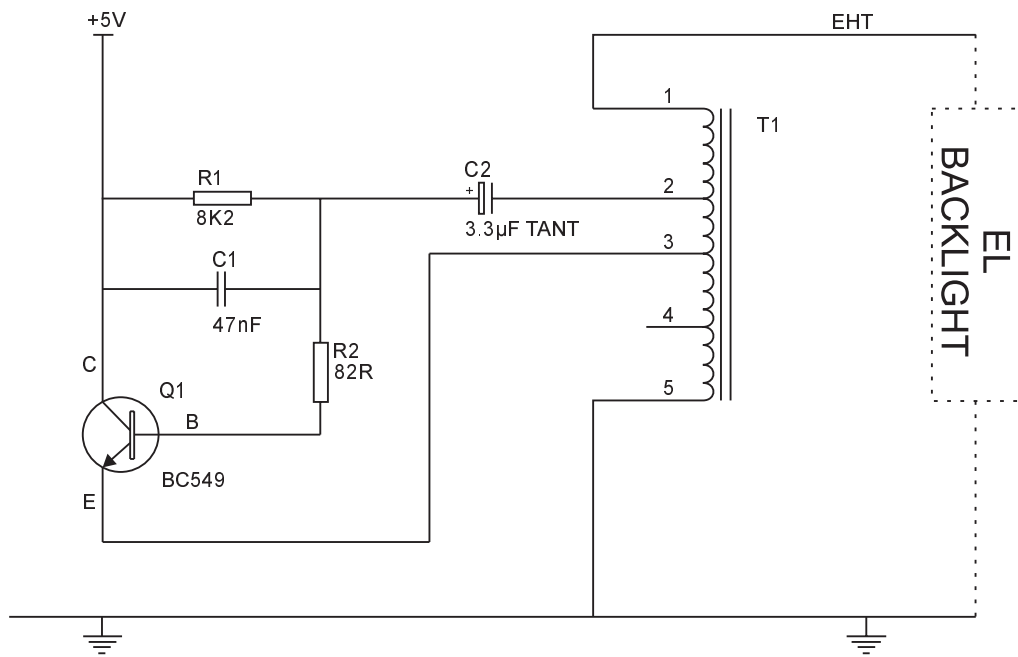 +5V
EHT
1
T1
R1
8K2
C2
+
3.3µF TANT
2
3
C1
47nF
4
R2
82R
5
C
Q1
B
BC549
E
EL
BACKLIGHT